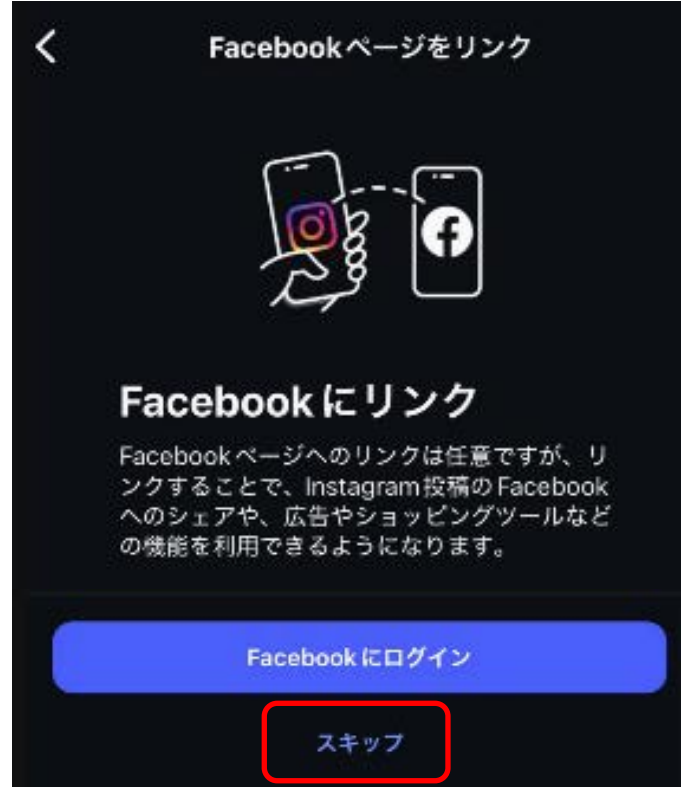 Facebookページをリンク
Facebookにリンク
Facebookページへのリンクは任意ですが、リ
ンクすることで、Instagram投稿のFacebook
へのシェアや、広告やショッピングツールなど
の機能を利用できるようになります。
Facebookにログイン
スキップ